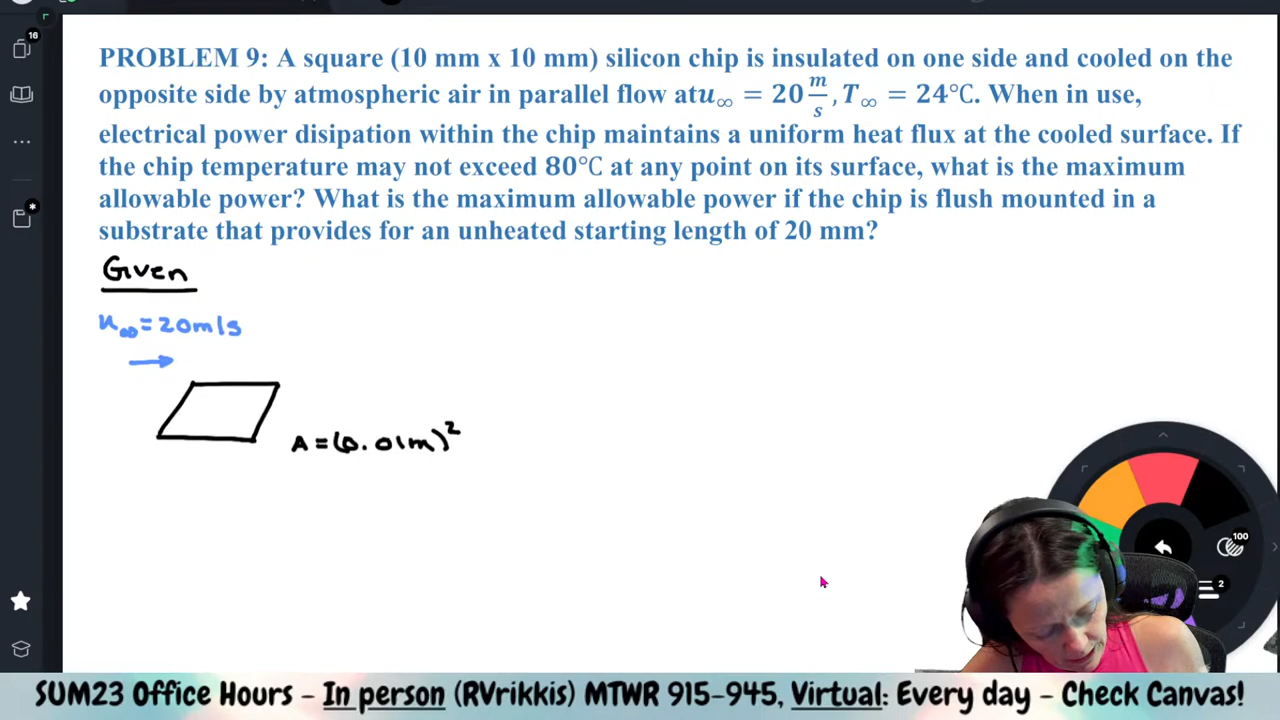 16
PROBLEM 9: A square (10 mm x 10 mm) silicon chip is insulated on one side and cooled on the
opposite side by atmospheric air in parallel flow atu∞ = 20 m/s, T∞ = 24℃. When in use,
electrical power disipation within the chip maintains a uniform heat flux at the cooled surface. If
the chip temperature may not exceed 80℃ at any point on its surface, what is the maximum
allowable power? What is the maximum allowable power if the chip is flush mounted in a
substrate that provides for an unheated starting length of 20 mm?
Given
u∞=20m/s
A=(0.01m)²
100
2
SUM23 Office Hours – In person (RVrikkis) MTWR 915-945, Virtual: Every day – Check Canvas!